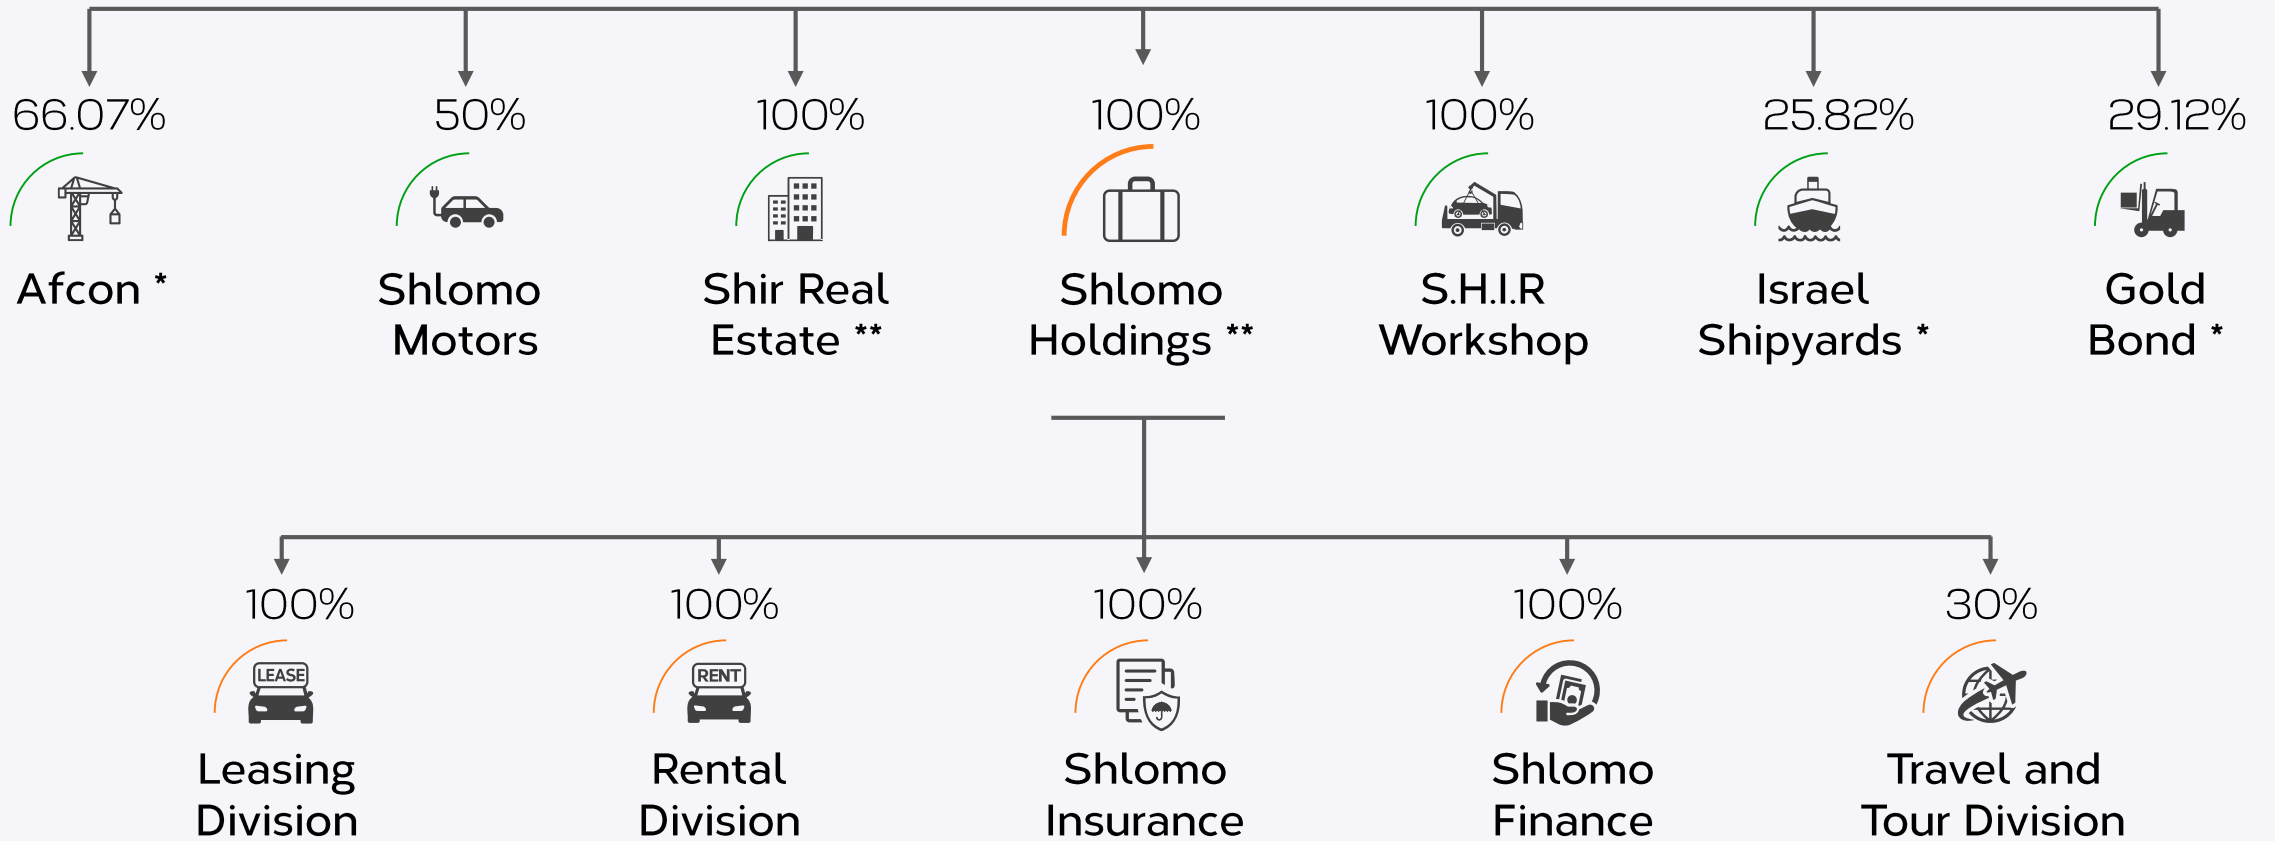 66.07%
50%
100%
100%
100%
25.82%
29.12%
Afcon *
Shlomo
Motors
Shir Real
Estate **
Shlomo
Holdings **
S.H.I.R
Workshop
Israel
Shipyards *
Gold
Bond *
100%
100%
100%
100%
30%
LEASE
RENT
Leasing
Division
Rental
Division
Shlomo
Insurance
Shlomo
Finance
Travel and
Tour Division